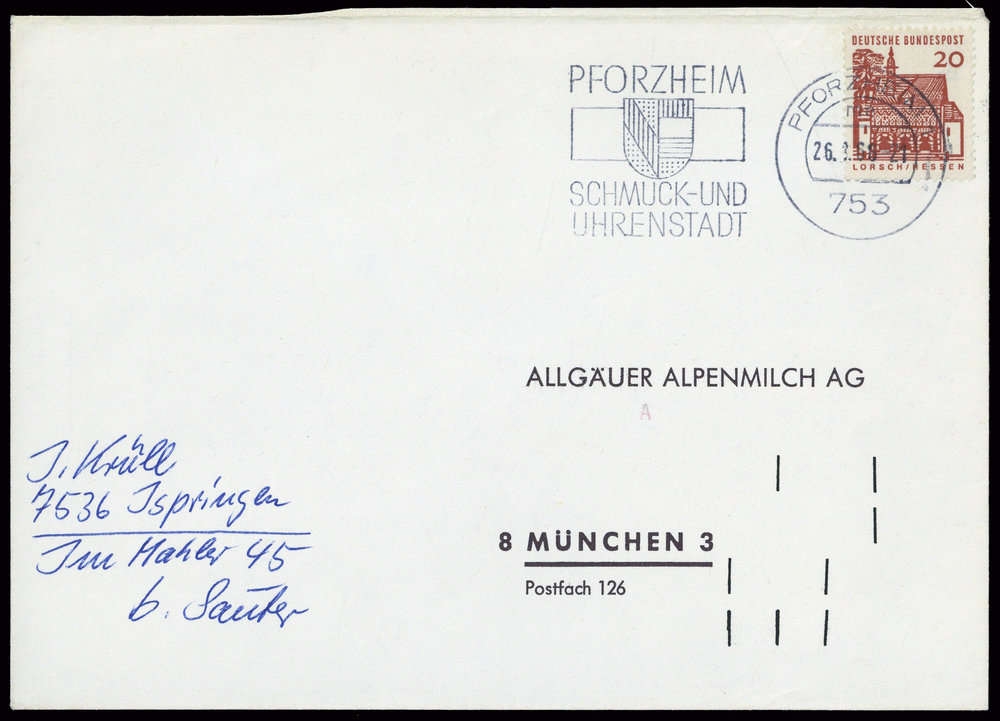 DEUTSCHE BUNDESPOST
20
LORSCH/HESSEN
PFORZHEIM
SCHMUCK-UND
UHRENSTADT
PFORZHEIM
753
ALLGÄUER ALPENMILCH AG
A
8 MÜNCHEN 3
Postfach 126
J. Krüll
7536 Ispringen
Im Mahler 45
b. Sauter